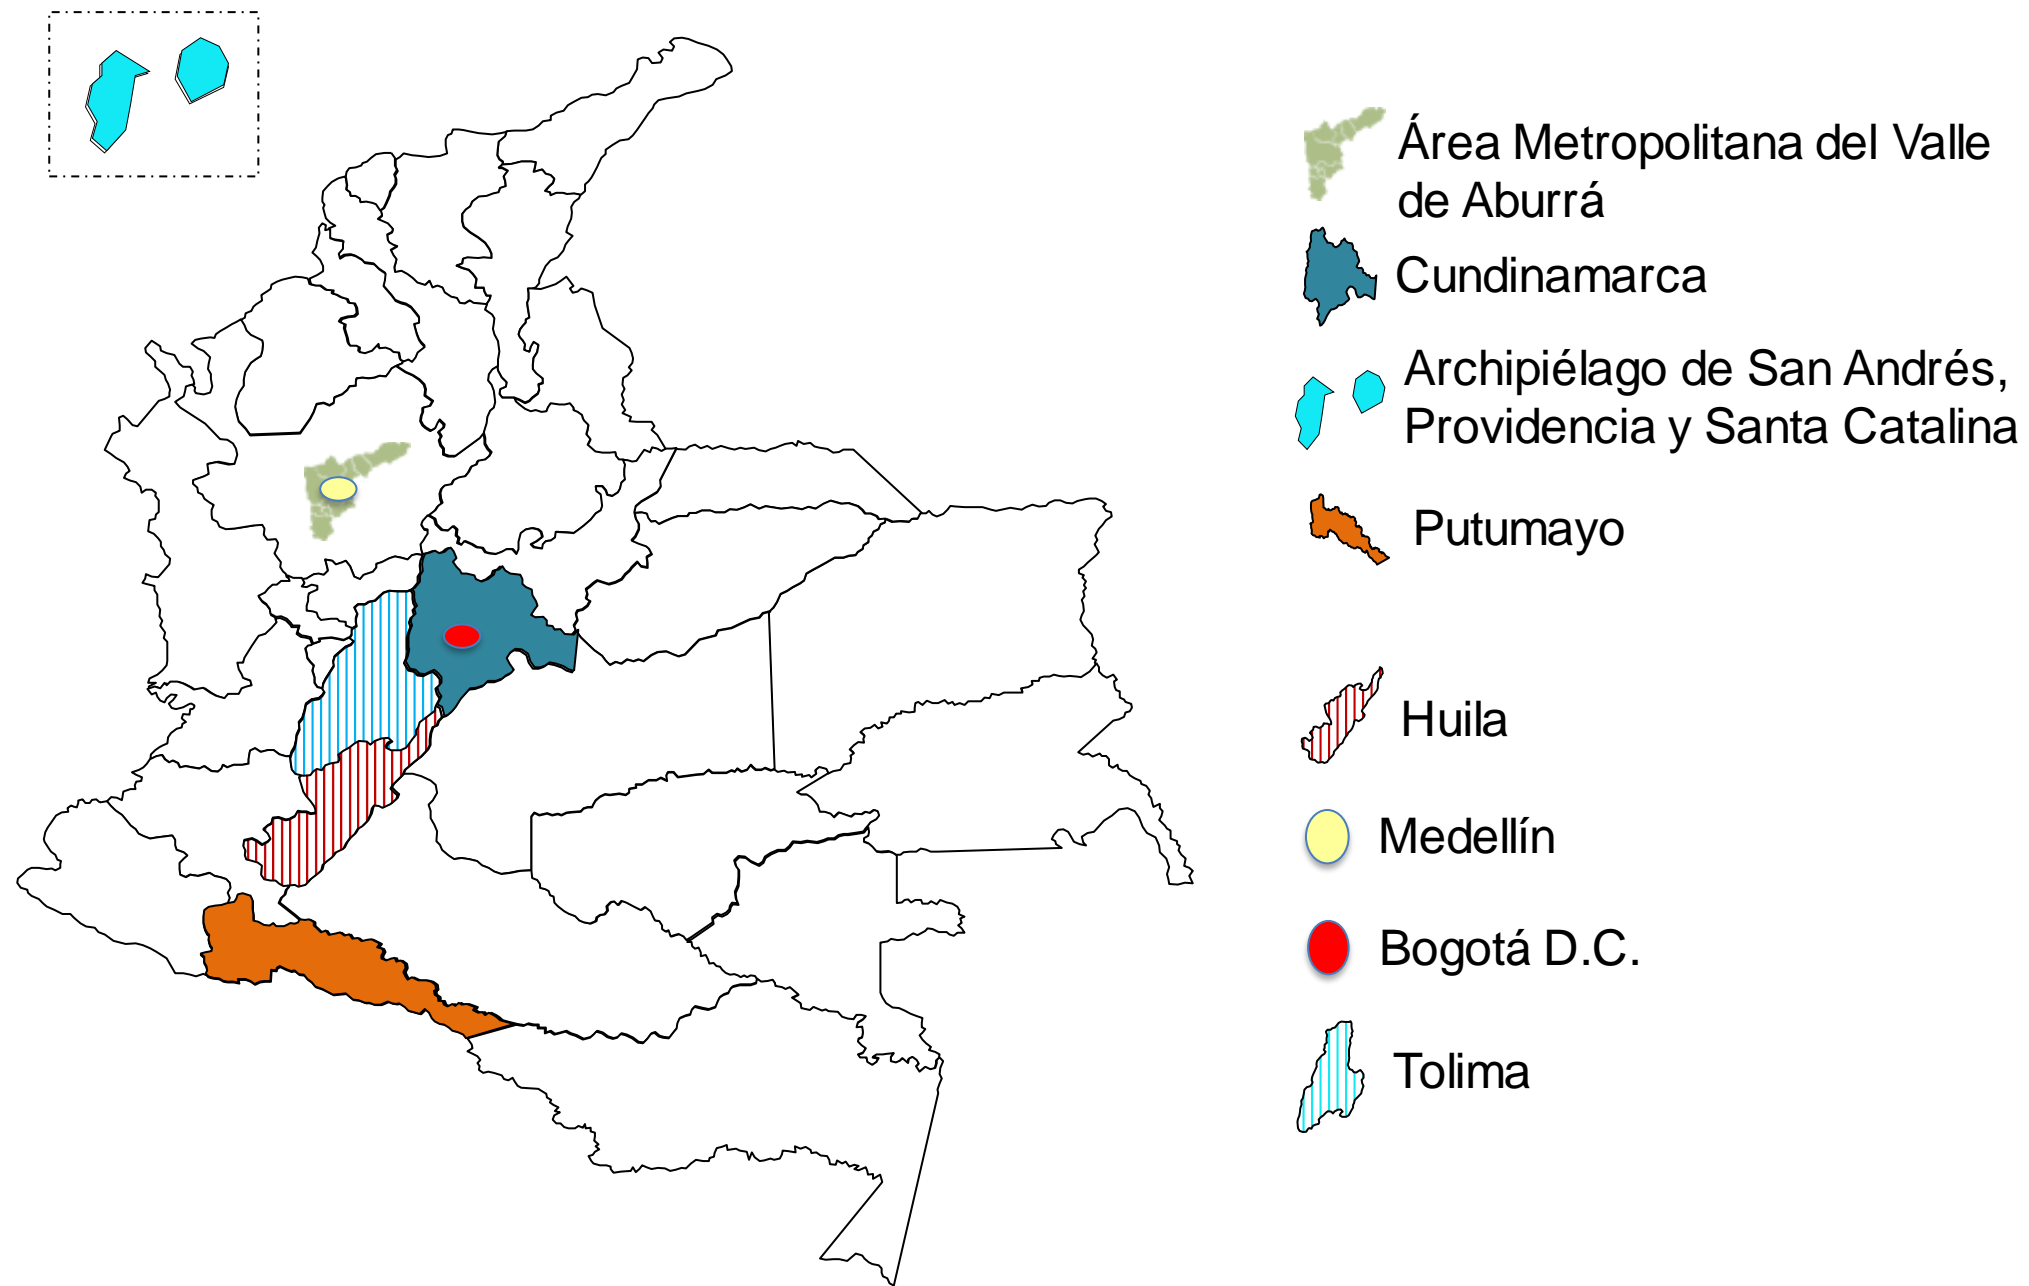 Área Metropolitana del Valle
de Aburrá
Cundinamarca
Archipiélago de San Andrés,
Providencia y Santa Catalina
Putumayo
Huila
Medellín
Bogotá D.C.
Tolima